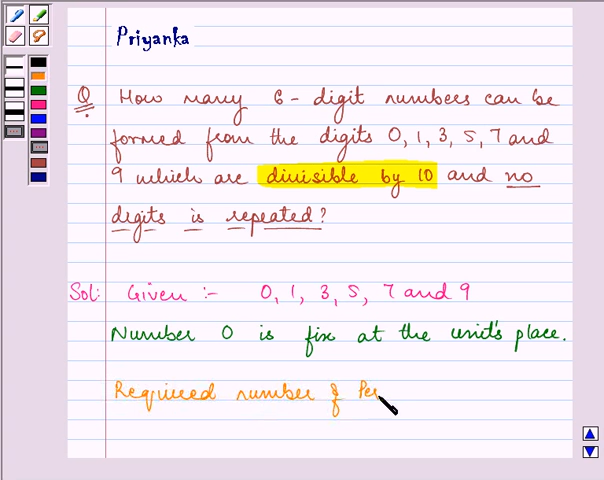 Priyanka
Q How many 6-digit numbers can be
formed from the digits 0, 1, 3, 5, 7 and
9 which are divisible by 10 and no
digits is repeated?
Sol: Given :- 0, 1, 3, 5, 7 and 9
Number 0 is fix at the unit's place.
Required number of Per